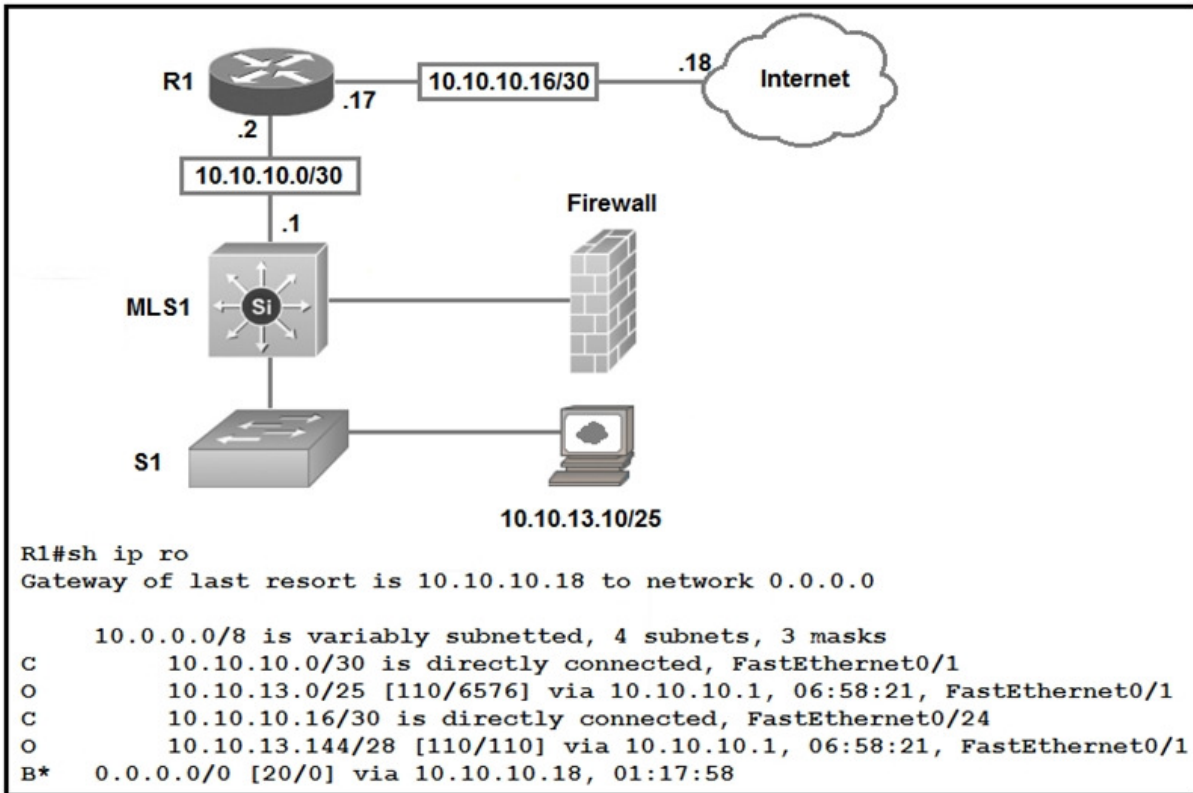 R1
.17
10.10.10.16/30
.18
Internet
.2
10.10.10.0/30
.1
Firewall
MLS1
Si
S1
10.10.13.10/25
R1#sh ip ro
Gateway of last resort is 10.10.10.18 to network 0.0.0.0
10.0.0.0/8 is variably subnetted, 4 subnets, 3 masks
C 10.10.10.0/30 is directly connected, FastEthernet0/1
O 10.10.13.0/25 [110/6576] via 10.10.10.1, 06:58:21, FastEthernet0/1
C 10.10.10.16/30 is directly connected, FastEthernet0/24
O 10.10.13.144/28 [110/110] via 10.10.10.1, 06:58:21, FastEthernet0/1
B* 0.0.0.0/0 [20/0] via 10.10.10.18, 01:17:58